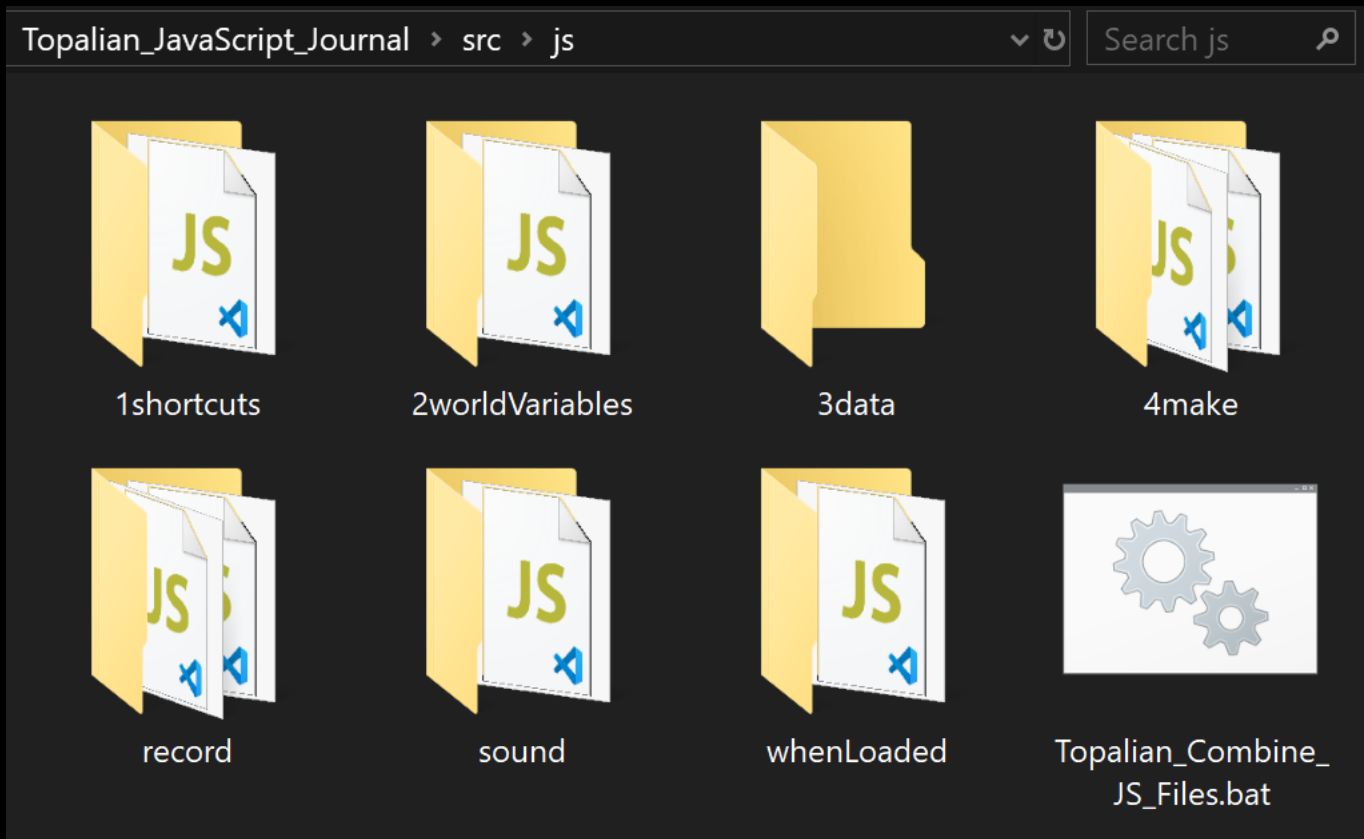 Topalian_JavaScript_Journal > src > js
Search js
JS
JS
JS
JS
1shortcuts
2worldVariables
3data
4make
JS
JS
JS
JS
record
sound
whenLoaded
Topalian_Combine_
JS_Files.bat